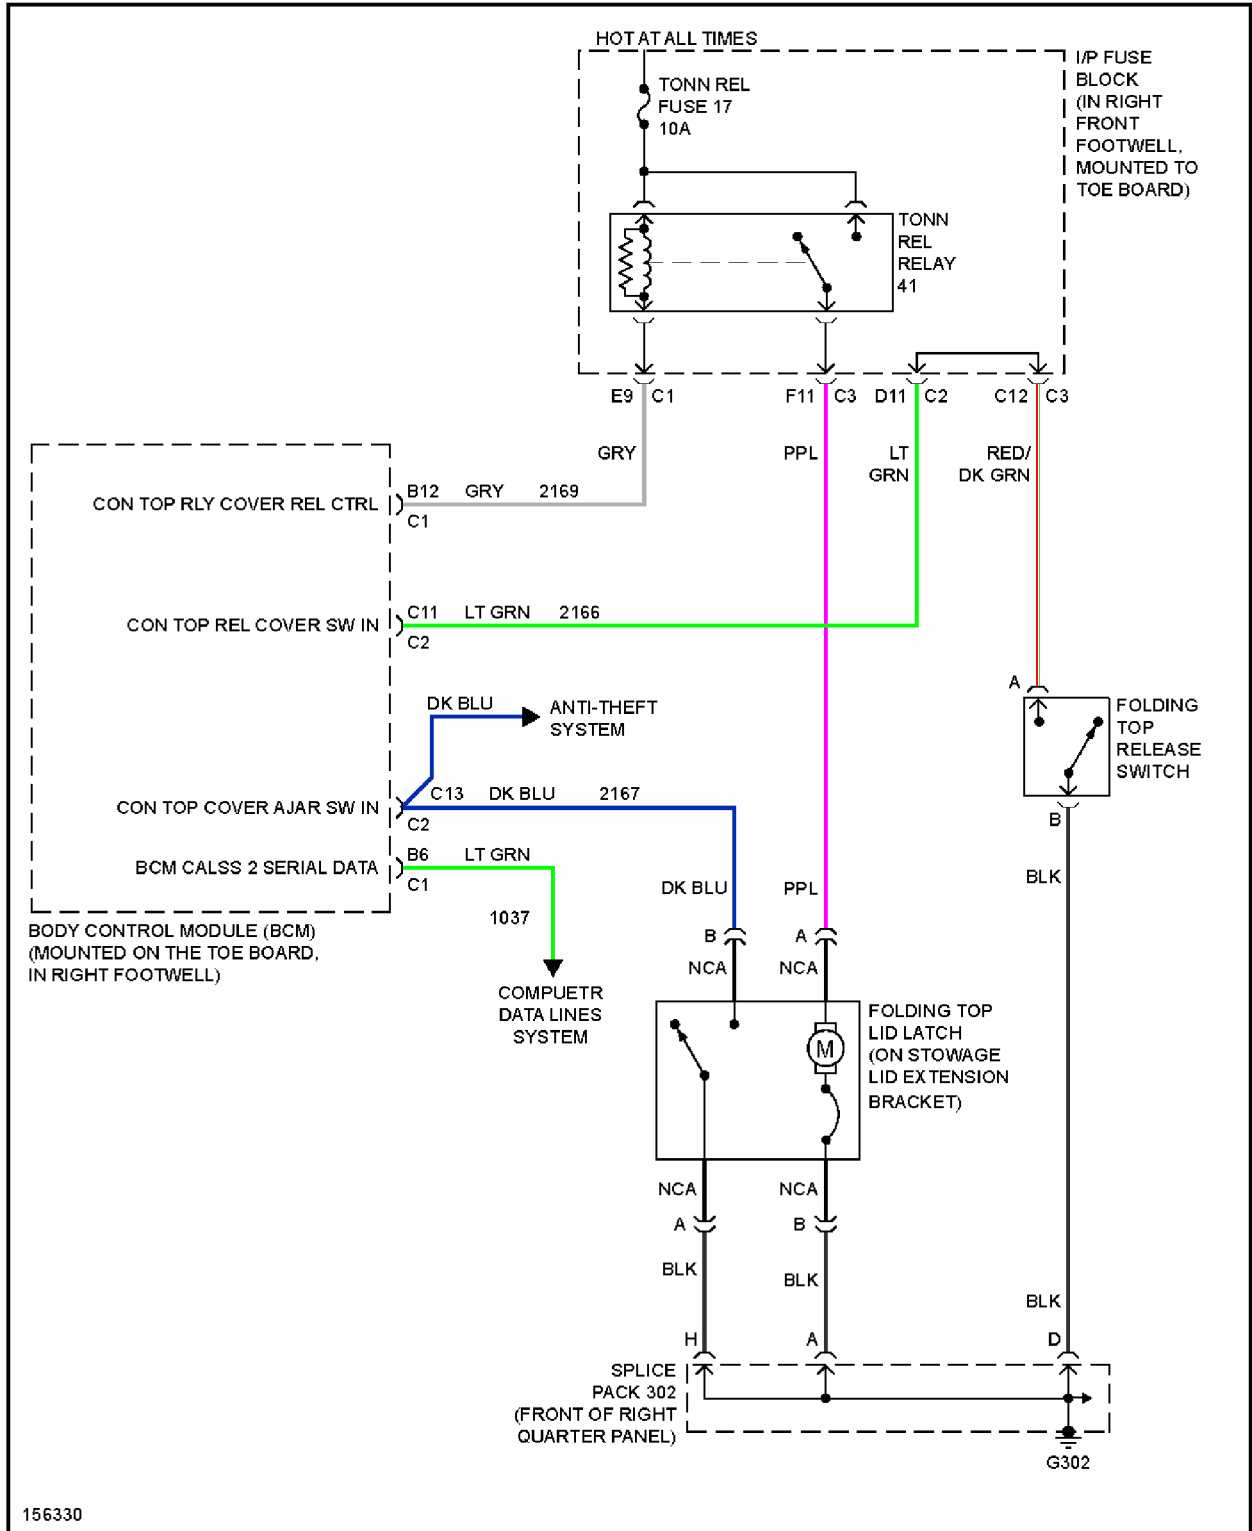 HOT AT ALL TIMES
I/P FUSE
BLOCK
(IN RIGHT
FRONT
FOOTWELL,
MOUNTED TO
TOE BOARD)
TONN REL
FUSE 17
10A
TONN
REL
RELAY
41
E9 C1
F11 C3
D11 C2
C12 C3
GRY
PPL
LT
GRN
RED/
DK GRN
CON TOP RLY COVER REL CTRL
B12 GRY 2169
C1
CON TOP REL COVER SW IN
C11 LT GRN 2166
C2
DK BLU
ANTI-THEFT
SYSTEM
CON TOP COVER AJAR SW IN
C13 DK BLU 2167
C2
BCM CALSS 2 SERIAL DATA
B6 LT GRN
C1
1037
BODY CONTROL MODULE (BCM)
(MOUNTED ON THE TOE BOARD,
IN RIGHT FOOTWELL)
COMPUETR
DATA LINES
SYSTEM
A
FOLDING
TOP
RELEASE
SWITCH
B
BLK
DK BLU
PPL
B
A
NCA
NCA
M
FOLDING TOP
LID LATCH
(ON STOWAGE
LID EXTENSION
BRACKET)
NCA
NCA
A
B
BLK
BLK
BLK
H
A
D
SPLICE
PACK 302
(FRONT OF RIGHT
QUARTER PANEL)
G302
156330